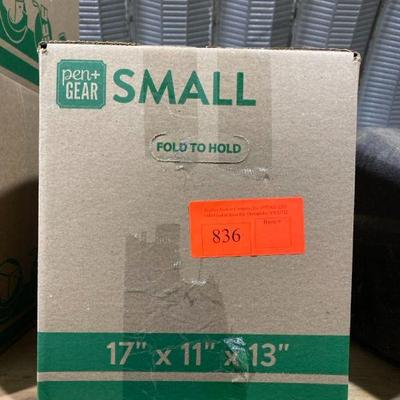 pen+
GEAR
SMALL
FOLD TO HOLD
836
17" x 11" x 13"